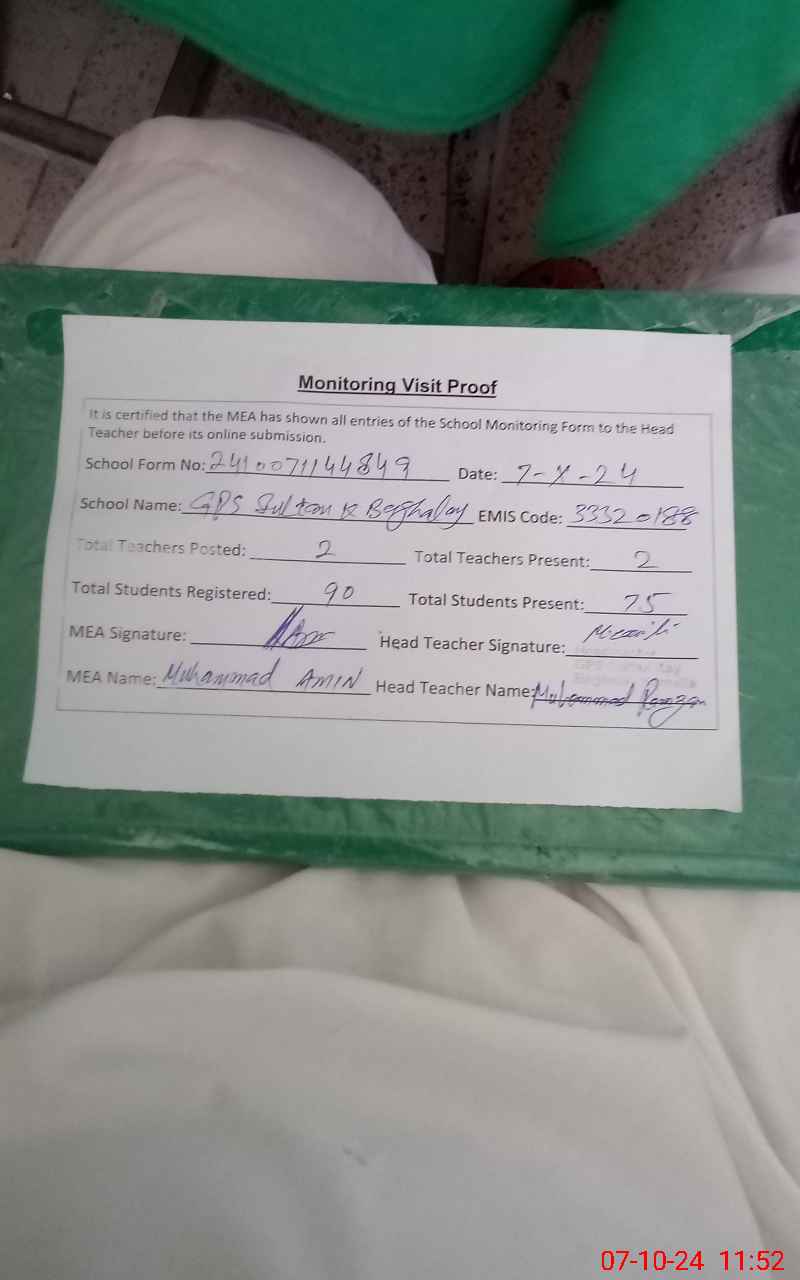 Monitoring Visit Proof
It is certified that the MEA has shown all entries of the School Monitoring Form to the Head
Teacher before its online submission.
School Form No: 2410071144849 Date: 7-X-24
School Name: GPS Sultan K EMIS Code: 33320188
Total Teachers Posted: 2 Total Teachers Present: 2
Total Students Registered: 90 Total Students Present: 75
MEA Signature: Head Teacher Signature:
MEA Name: Muhammad AMIN Head Teacher Name: Muhammad Ramzan
07-10-24 11:52